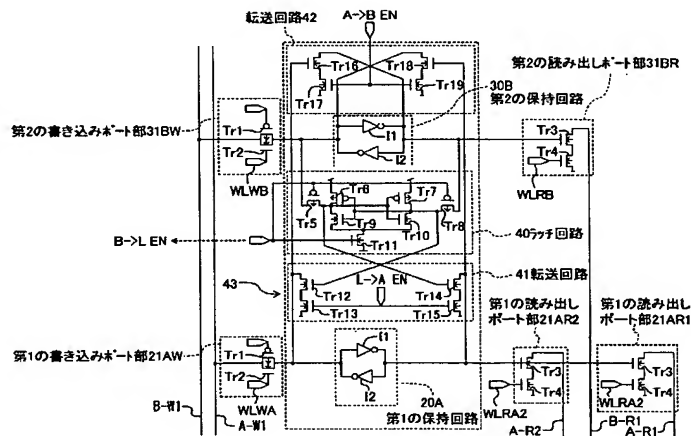 転送回路42
A->B EN
Tr16
Tr18
Tr17
Tr19
第2の読み出しポート部31BR
30B
第2の保持回路
第2の書き込みポート部31BW
Tr1
Tr2
I1
I2
Tr3
Tr4
WLWB
WLRB
Tr6
Tr7
Tr5
Tr9
Tr10
Tr8
B->L EN
Tr11
40ラッチ回路
43
L->A EN
41転送回路
Tr12
Tr14
Tr13
Tr15
第1の読み出し
ポート部21AR2
第1の読み出し
ポート部21AR1
第1の書き込みポート部21AW
Tr1
Tr2
I1
I2
Tr3
Tr4
Tr3
Tr4
WLWA
WLRA2
WLRA2
20A
第1の保持回路
B-W1
A-W1
A-R2
B-R1
A-R1